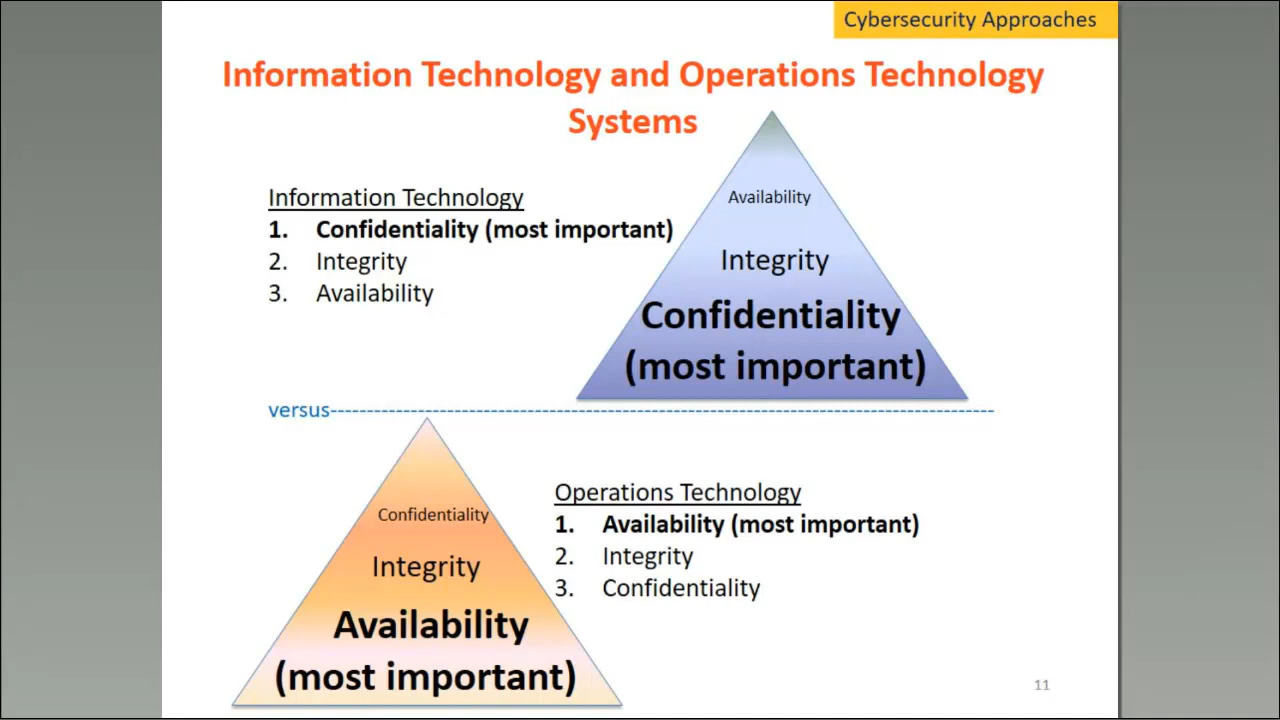 Cybersecurity Approaches
Information Technology and Operations Technology
Systems
Information Technology
1. Confidentiality (most important)
2. Integrity
3. Availability
Availability
Integrity
Confidentiality
(most important)
versus--------------------------------------------------------------------------------------------
Confidentiality
Integrity
Availability
(most important)
Operations Technology
1. Availability (most important)
2. Integrity
3. Confidentiality
11